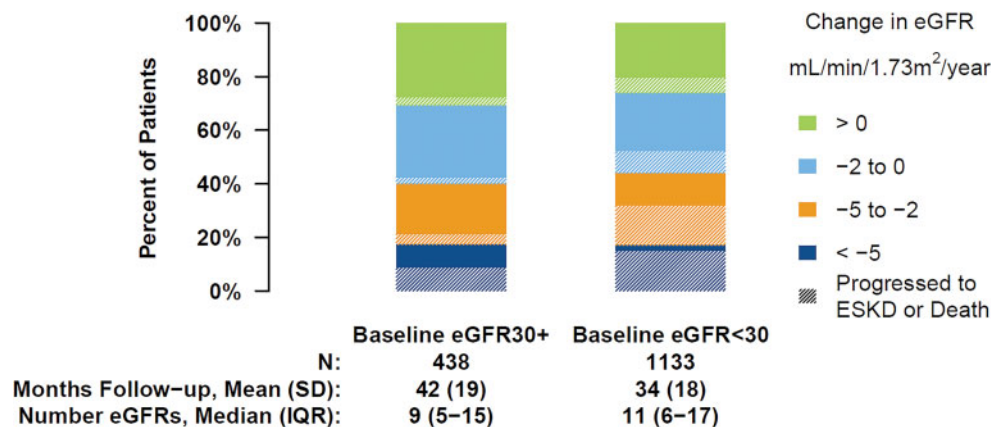 100%
80%
60%
40%
20%
0%
Percent of Patients
Change in eGFR
mL/min/1.73m²/year
> 0
−2 to 0
−5 to −2
< −5
Progressed to
ESKD or Death
Baseline eGFR30+ Baseline eGFR<30
N: 438 1133
Months Follow−up, Mean (SD): 42 (19) 34 (18)
Number eGFRs, Median (IQR): 9 (5−15) 11 (6−17)